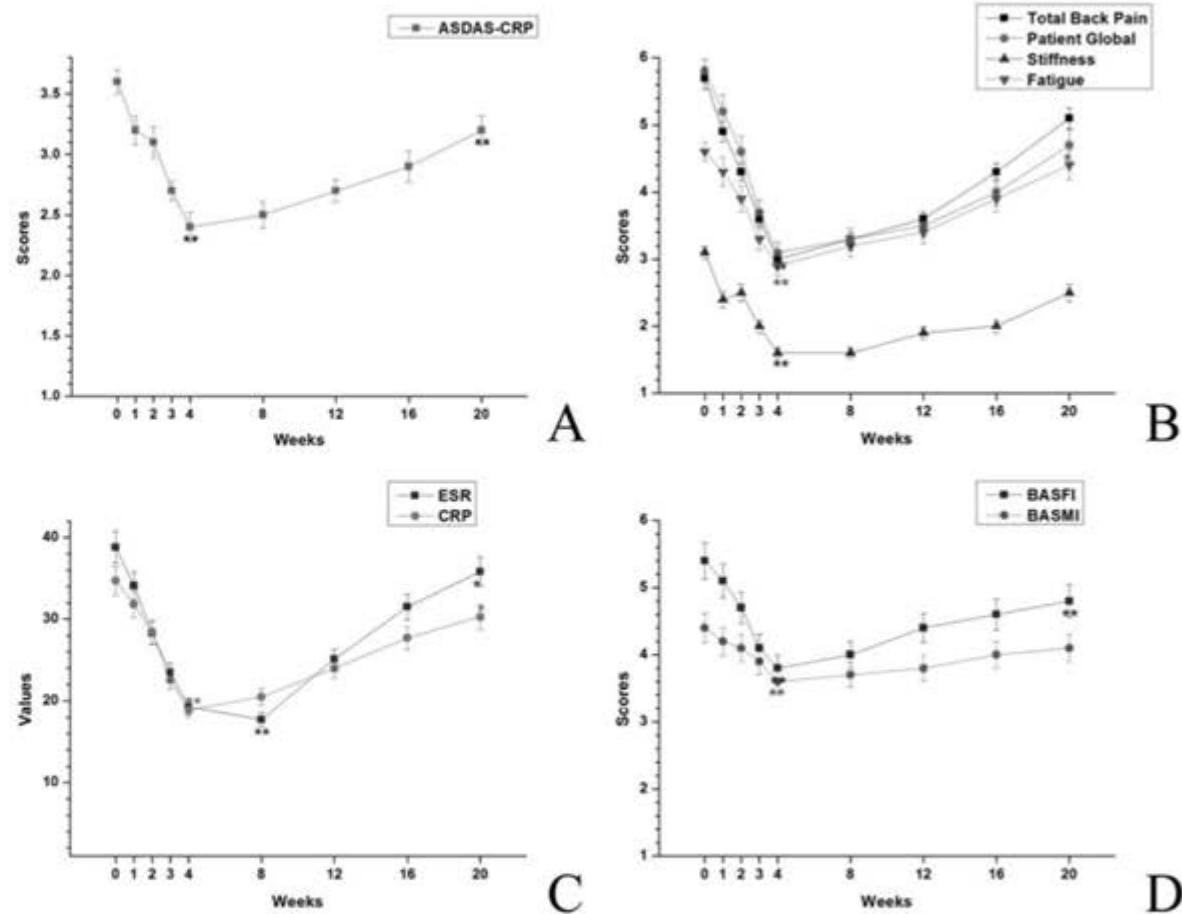 ASDAS-CRP
3.5
3.0
2.5
2.0
1.5
1.0
Scores
**
**
0 1 2 3 4 8 12 16 20
Weeks
A
Total Back Pain
Patient Global
Stiffness
Fatigue
6
5
4
3
2
1
Scores
**
**
*
0 1 2 3 4 8 12 16 20
Weeks
B
ESR
CRP
40
30
20
10
Values
**
**
*
*
0 1 2 3 4 8 12 16 20
Weeks
C
BASFI
BASMI
6
5
4
3
2
1
Scores
**
**
0 1 2 3 4 8 12 16 20
Weeks
D